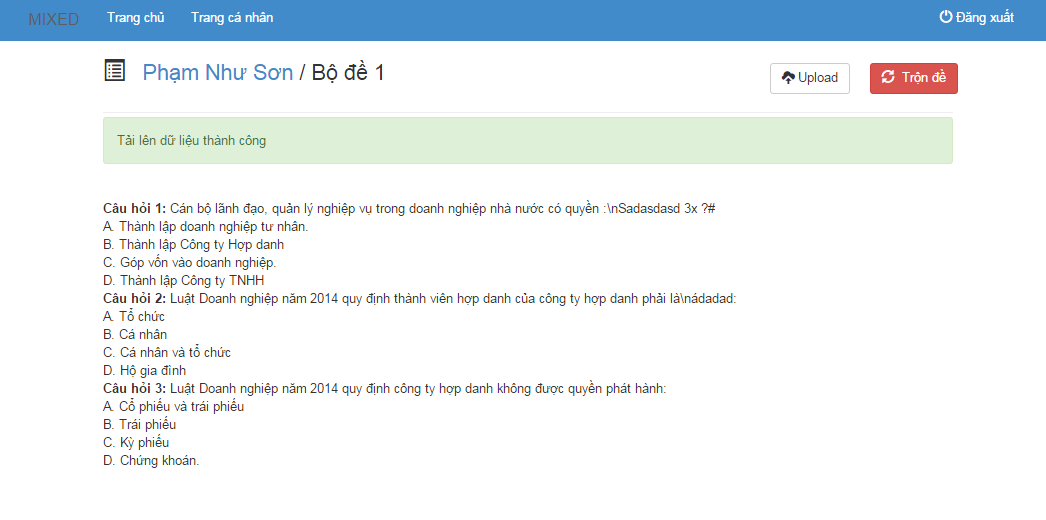 MIXED Trang chủ Trang cá nhân Đăng xuất
Phạm Như Sơn / Bộ đề 1 Upload Trộn đề
Tải lên dữ liệu thành công
Câu hỏi 1: Cán bộ lãnh đạo, quản lý nghiệp vụ trong doanh nghiệp nhà nước có quyền :\nSadasdasd 3x ?#
A. Thành lập doanh nghiệp tư nhân.
B. Thành lập Công ty Hợp danh
C. Góp vốn vào doanh nghiệp.
D. Thành lập Công ty TNHH
Câu hỏi 2: Luật Doanh nghiệp năm 2014 quy định thành viên hợp danh của công ty hợp danh phải là\nádadad:
A. Tổ chức
B. Cá nhân
C. Cá nhân và tổ chức
D. Hộ gia đình
Câu hỏi 3: Luật Doanh nghiệp năm 2014 quy định công ty hợp danh không được quyền phát hành:
A. Cổ phiếu và trái phiếu
B. Trái phiếu
C. Kỳ phiếu
D. Chứng khoán.